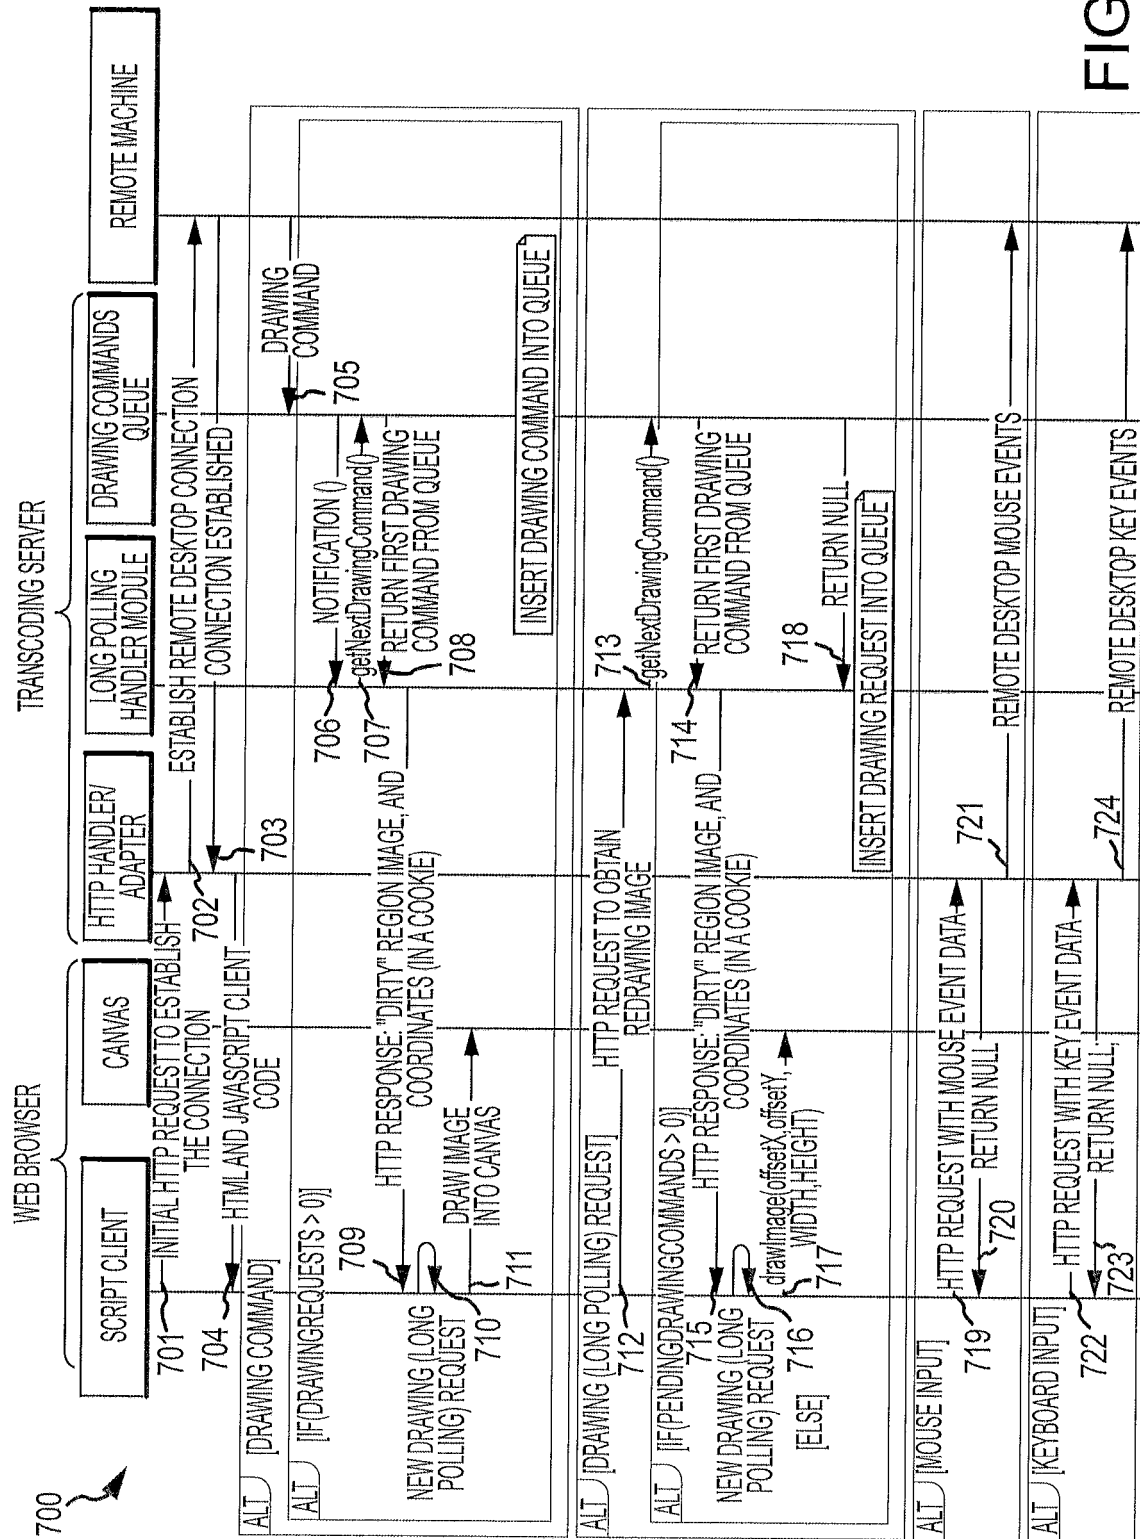 700
WEB BROWSER
TRANSCODING SERVER
SCRIPT CLIENT
CANVAS
HTTP HANDLER/
ADAPTER
LONG POLLING
HANDLER MODULE
DRAWING COMMANDS
QUEUE
REMOTE MACHINE
701
INITIAL HTTP REQUEST TO ESTABLISH
THE CONNECTION
702
ESTABLISH REMOTE DESKTOP CONNECTION
703
CONNECTION ESTABLISHED
704
HTML AND JAVASCRIPT CLIENT
CODE
ALT
[DRAWING COMMAND]
DRAWING
COMMAND
705
ALT
[IF(DRAWINGREQUESTS > 0)]
706
NOTIFICATION ()
707
getNextDrawingCommand()
708
RETURN FIRST DRAWING
COMMAND FROM QUEUE
709
HTTP RESPONSE: "DIRTY" REGION IMAGE, AND
COORDINATES (IN A COOKIE)
NEW DRAWING (LONG
POLLING) REQUEST
710
DRAW IMAGE
INTO CANVAS
711
INSERT DRAWING COMMAND INTO QUEUE
ALT
[DRAWING (LONG POLLING) REQUEST]
712
HTTP REQUEST TO OBTAIN
REDRAWING IMAGE
713
getNextDrawingCommand()
ALT
[IF(PENDINGDRAWINGCOMMANDS > 0)]
714
RETURN FIRST DRAWING
COMMAND FROM QUEUE
715
HTTP RESPONSE: "DIRTY" REGION IMAGE, AND
COORDINATES (IN A COOKIE)
NEW DRAWING (LONG
POLLING) REQUEST
716
drawImage(offsetX,offsetY,
WIDTH,HEIGHT)
717
[ELSE]
718
RETURN NULL
INSERT DRAWING REQUEST INTO QUEUE
ALT
[MOUSE INPUT]
719
HTTP REQUEST WITH MOUSE EVENT DATA
720
RETURN NULL
721
REMOTE DESKTOP MOUSE EVENTS
ALT
[KEYBOARD INPUT]
722
HTTP REQUEST WITH KEY EVENT DATA
723
RETURN NULL,
724
REMOTE DESKTOP KEY EVENTS
FIG